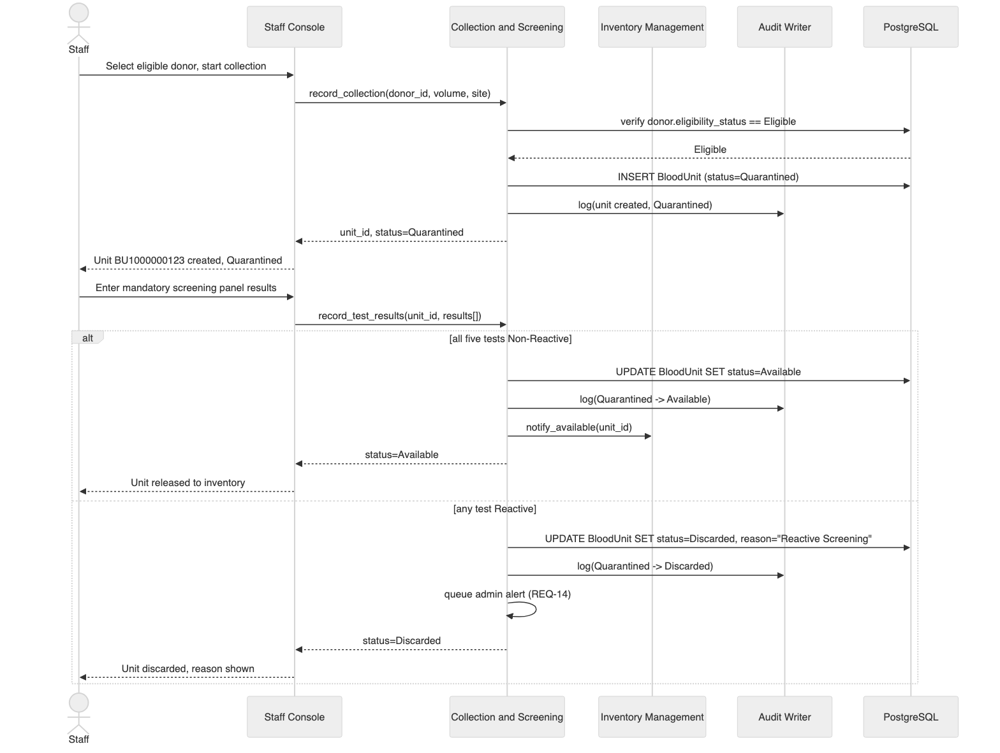 Staff
Staff Console
Collection and Screening
Inventory Management
Audit Writer
PostgreSQL
Select eligible donor, start collection
record_collection(donor_id, volume, site)
verify donor.eligibility_status == Eligible
Eligible
INSERT BloodUnit (status=Quarantined)
log(unit created, Quarantined)
unit_id, status=Quarantined
Unit BU1000000123 created, Quarantined
Enter mandatory screening panel results
record_test_results(unit_id, results[])
alt
[all five tests Non-Reactive]
UPDATE BloodUnit SET status=Available
log(Quarantined -> Available)
notify_available(unit_id)
status=Available
Unit released to inventory
[any test Reactive]
UPDATE BloodUnit SET status=Discarded, reason="Reactive Screening"
log(Quarantined -> Discarded)
queue admin alert (REQ-14)
status=Discarded
Unit discarded, reason shown
Staff
Staff Console
Collection and Screening
Inventory Management
Audit Writer
PostgreSQL